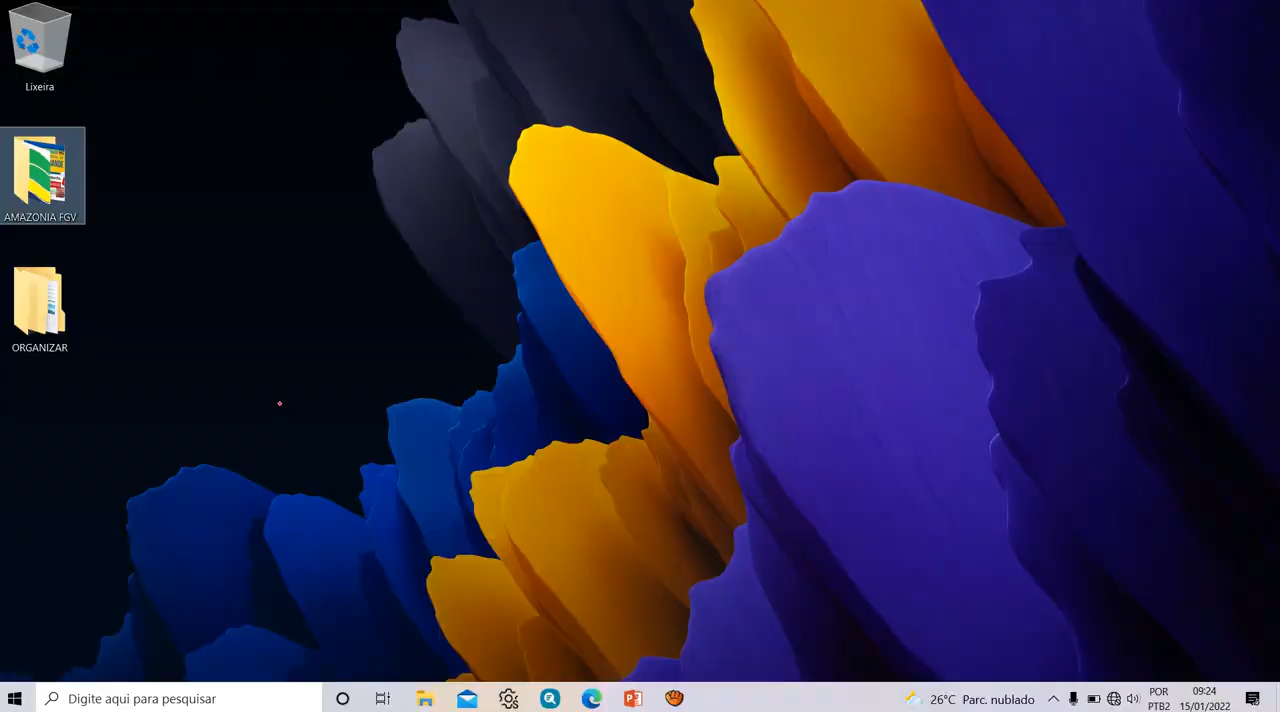 Lixeira
AMAZONIA FGV
ORGANIZAR
Digite aqui para pesquisar
26°C Parc. nublado
POR
PTB2
09:24
15/01/2022